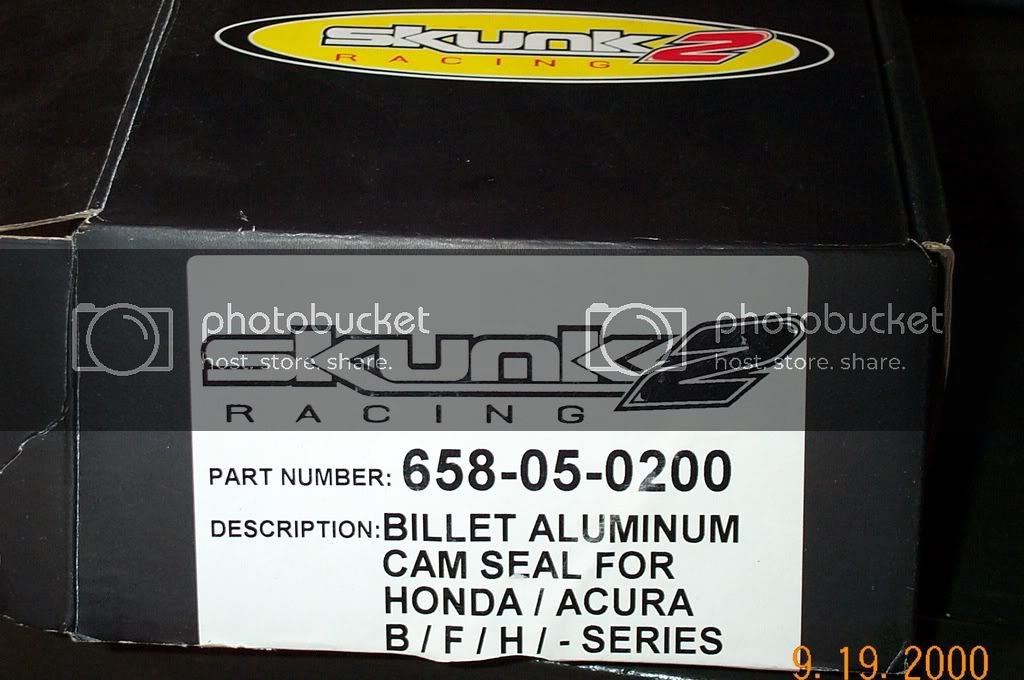 skunk2
RACING
photobucket
host. store. share.
photobucket
host. store. share.
skunk2
RACING
PART NUMBER: 658-05-0200
DESCRIPTION: BILLET ALUMINUM
CAM SEAL FOR
HONDA / ACURA
B / F / H / - SERIES
9. 19. 2000